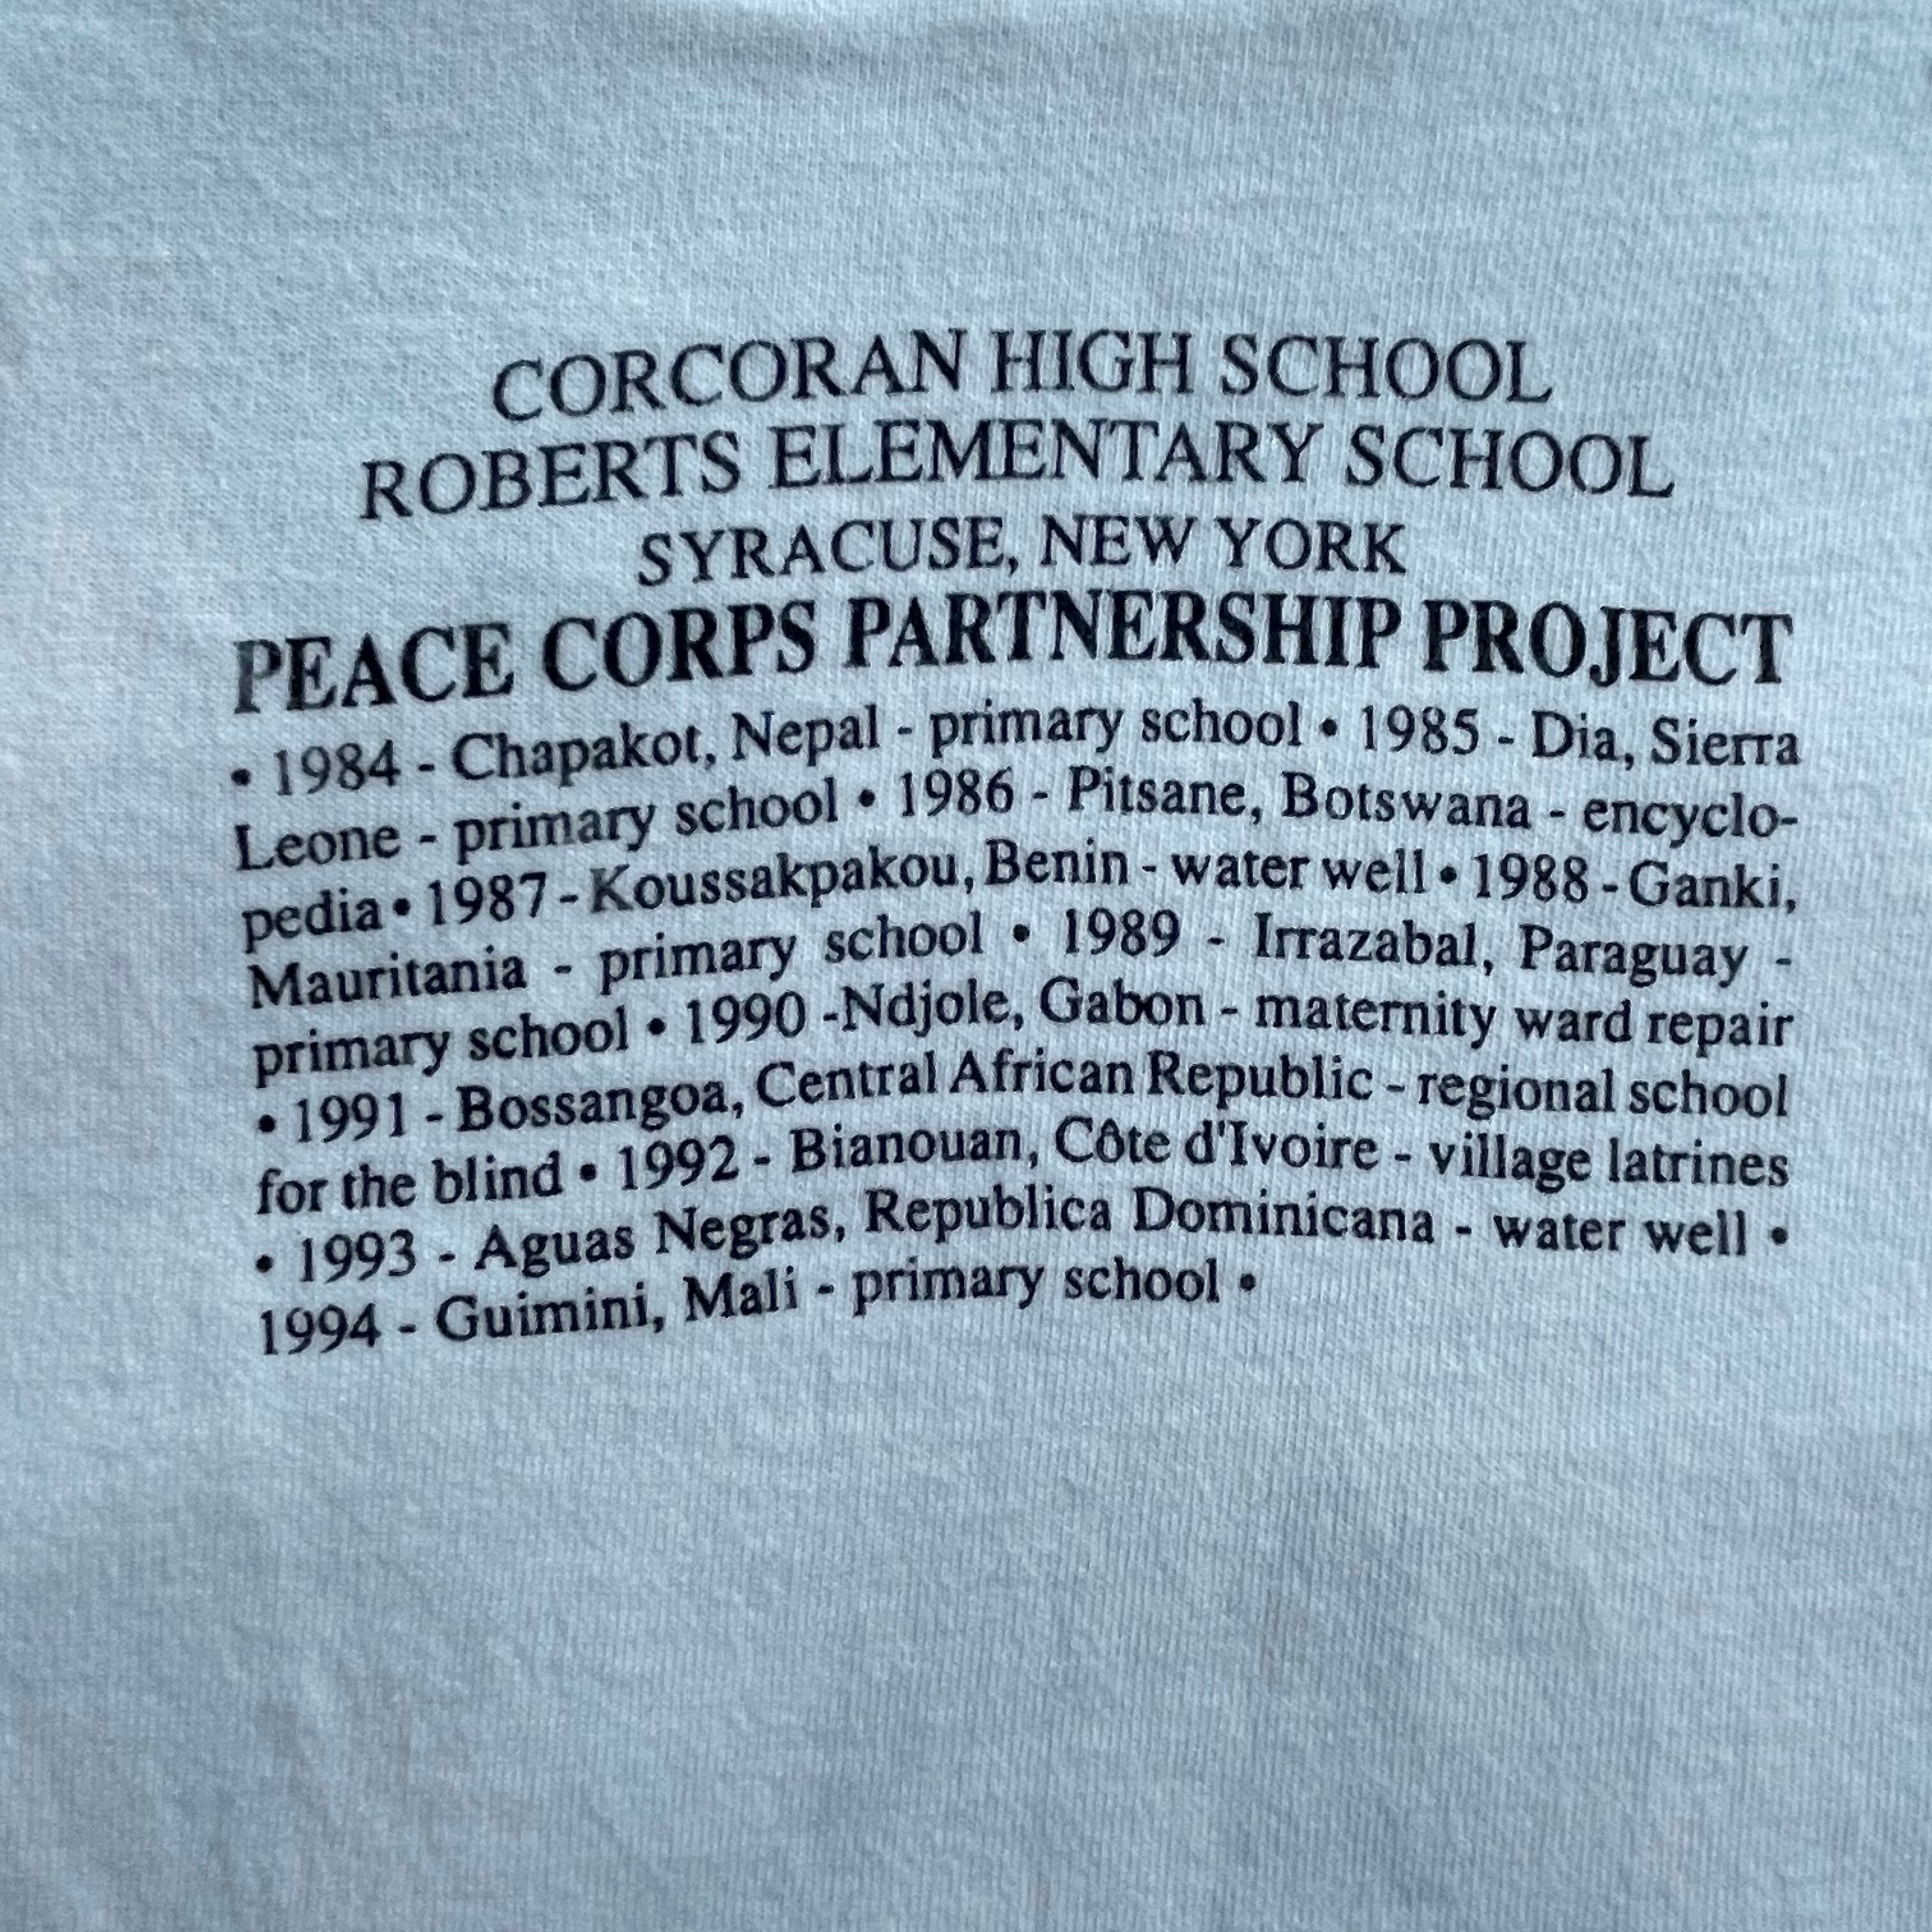 CORCORAN HIGH SCHOOL
ROBERTS ELEMENTARY SCHOOL
SYRACUSE, NEW YORK
PEACE CORPS PARTNERSHIP PROJECT
• 1984 - Chapakot, Nepal - primary school • 1985 - Dia, Sierra
Leone - primary school • 1986 - Pitsane, Botswana - encyclo-
pedia • 1987 - Koussakpakou, Benin - water well • 1988 - Ganki,
Mauritania - primary school • 1989 - Irrazabal, Paraguay -
primary school • 1990 -Ndjole, Gabon - maternity ward repair
• 1991 - Bossangoa, Central African Republic - regional school
for the blind • 1992 - Bianouan, Côte d'Ivoire - village latrines
• 1993 - Aguas Negras, Republica Dominicana - water well •
1994 - Guimini, Mali - primary school •